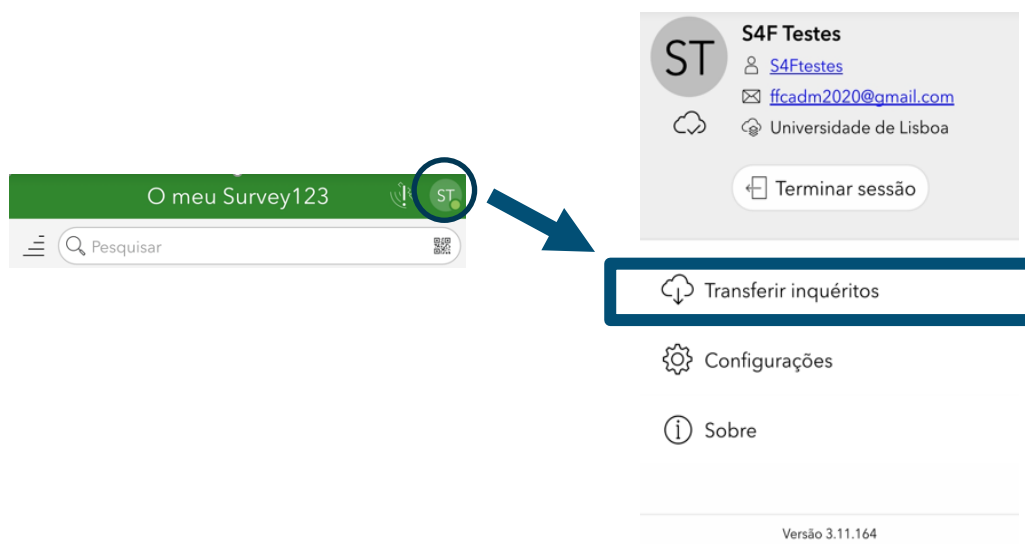 O meu Survey123
ST
Pesquisar
ST
S4F Testes
S4Ftestes
ffcadm2020@gmail.com
Universidade de Lisboa
Terminar sessão
Transferir inquéritos
Configurações
Sobre
Versão 3.11.164